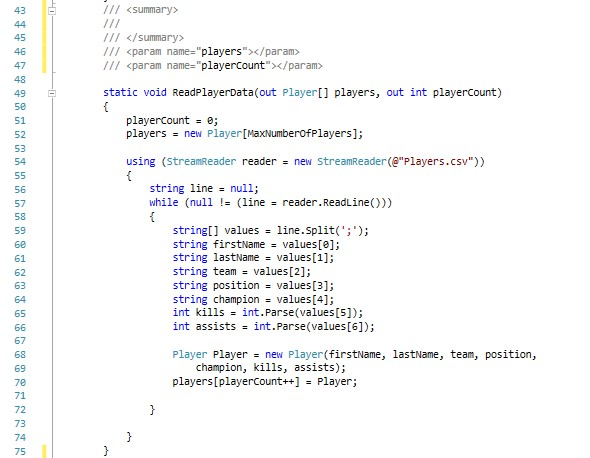 43 /// <summary>
44 ///
45 /// </summary>
46 /// <param name="players"></param>
47 /// <param name="playerCount"></param>
48
49 static void ReadPlayerData(out Player[] players, out int playerCount)
50 {
51 playerCount = 0;
52 players = new Player[MaxNumberOfPlayers];
53
54 using (StreamReader reader = new StreamReader(@"Players.csv"))
55 {
56 string line = null;
57 while (null != (line = reader.ReadLine()))
58 {
59 string[] values = line.Split(';');
60 string firstName = values[0];
61 string lastName = values[1];
62 string team = values[2];
63 string position = values[3];
64 string champion = values[4];
65 int kills = int.Parse(values[5]);
66 int assists = int.Parse(values[6]);
67
68 Player Player = new Player(firstName, lastName, team, position,
69 champion, kills, assists);
70 players[playerCount++] = Player;
71
72 }
73
74 }
75 }